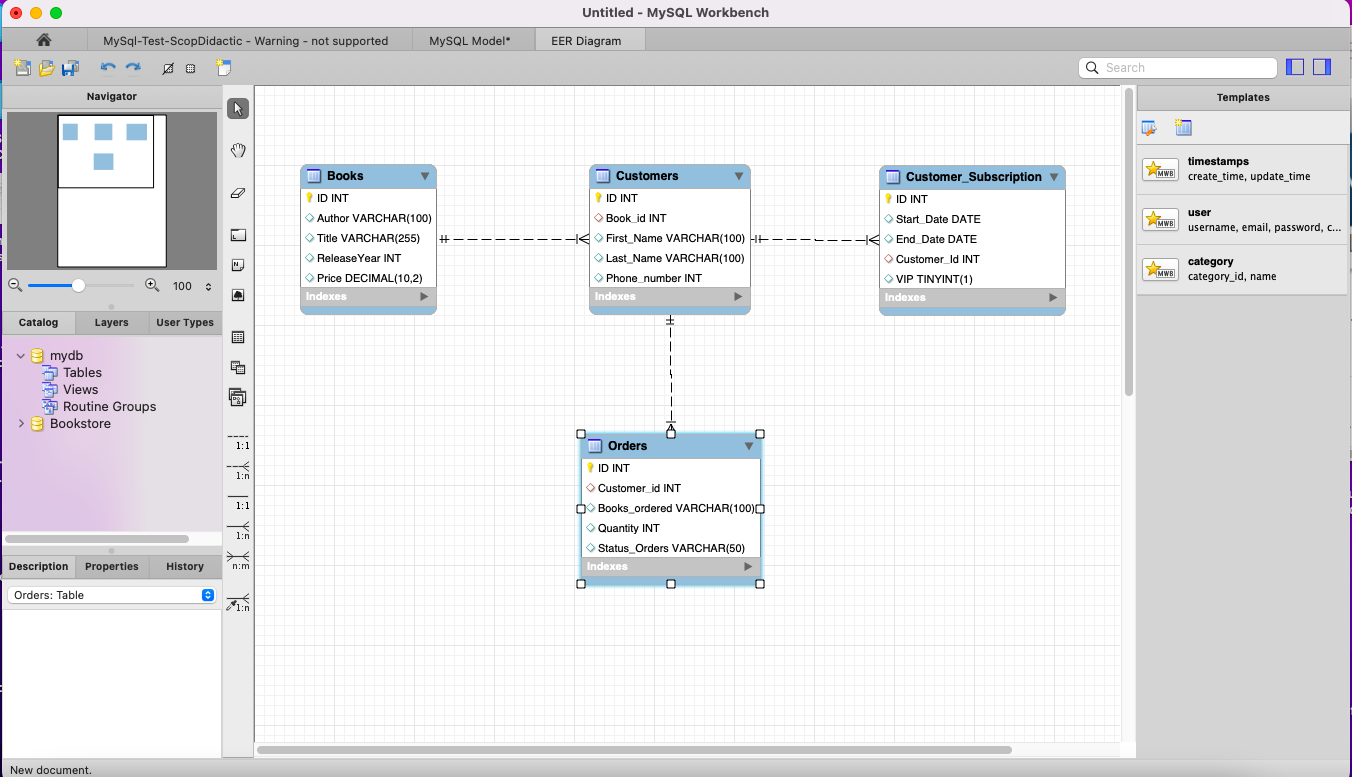 Untitled - MySQL Workbench
MySql-Test-ScopDidactic - Warning - not supported
MySQL Model*
EER Diagram
Search
Navigator
100
Catalog
Layers
User Types
mydb
Tables
Views
Routine Groups
Bookstore
Description
Properties
History
Orders: Table
1:1
1:n
1:1
1:n
n:m
1:n
Books
ID INT
Author VARCHAR(100)
Title VARCHAR(255)
ReleaseYear INT
Price DECIMAL(10,2)
Indexes
Customers
ID INT
Book_id INT
First_Name VARCHAR(100)
Last_Name VARCHAR(100)
Phone_number INT
Indexes
Customer_Subscription
ID INT
Start_Date DATE
End_Date DATE
Customer_Id INT
VIP TINYINT(1)
Indexes
Orders
ID INT
Customer_id INT
Books_ordered VARCHAR(100)
Quantity INT
Status_Orders VARCHAR(50)
Indexes
Templates
MWB
timestamps
create_time, update_time
MWB
user
username, email, password, c...
MWB
category
category_id, name
New document.